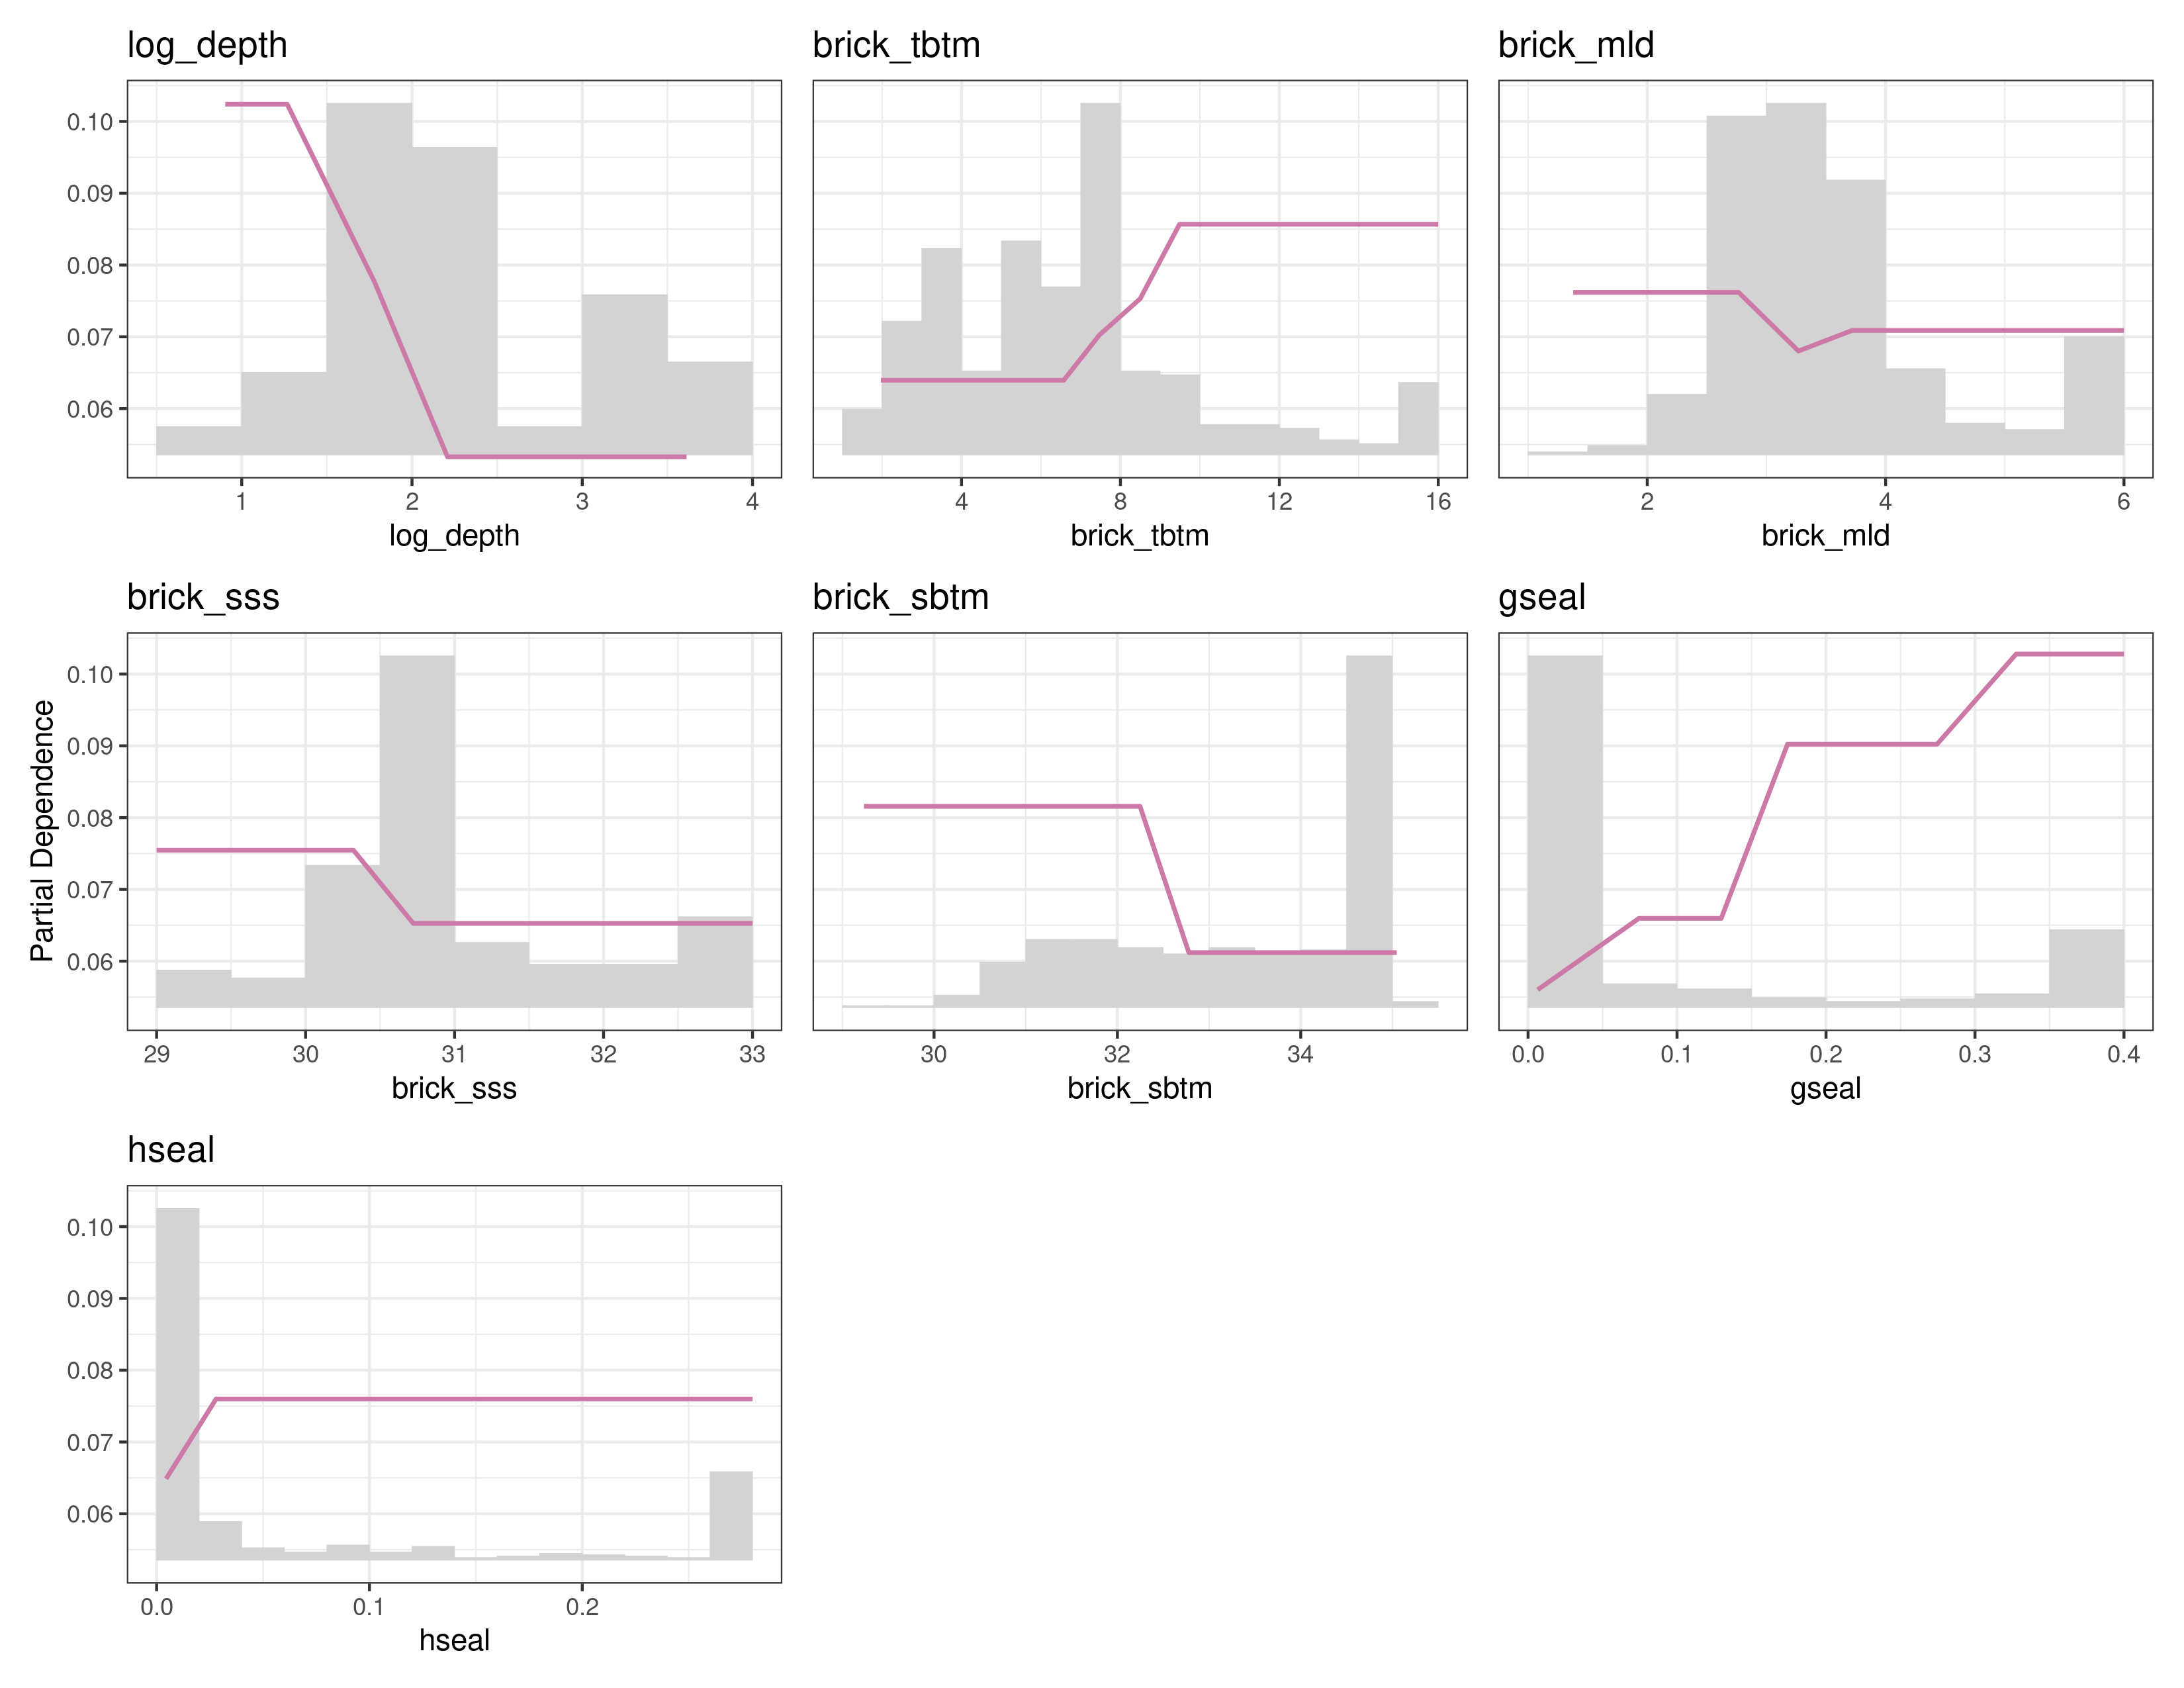 log_depth
brick_tbtm
brick_mld
0.10
0.09
0.08
0.07
0.06
1 2 3 4
4 8 12 16
2 4 6
log_depth
brick_tbtm
brick_mld
Partial Dependence
brick_sss
brick_sbtm
gseal
0.10
0.09
0.08
0.07
0.06
29 30 31 32 33
30 32 34
0.0 0.1 0.2 0.3 0.4
brick_sss
brick_sbtm
gseal
hseal
0.10
0.09
0.08
0.07
0.06
0.0 0.1 0.2
hseal